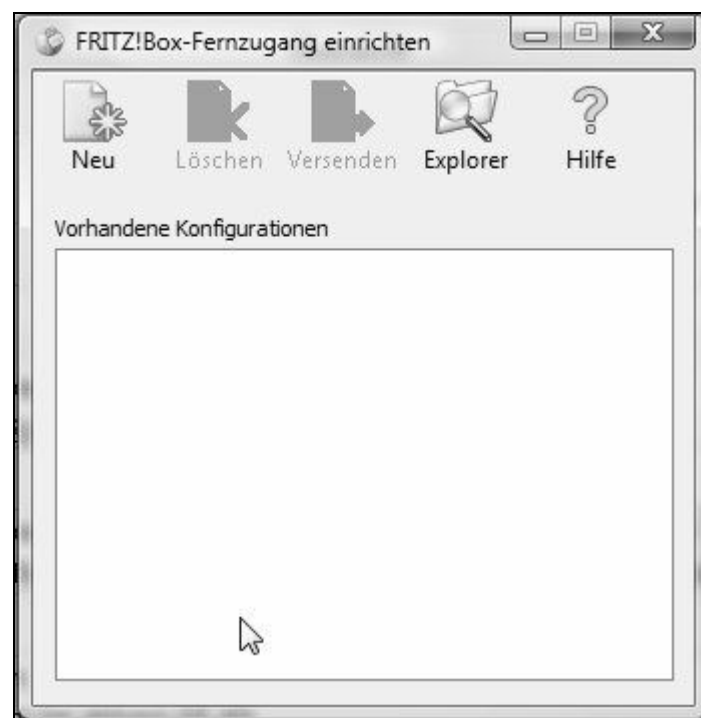 FRITZ!Box-Fernzugang einrichten
Neu Löschen Versenden Explorer Hilfe
Vorhandene Konfigurationen